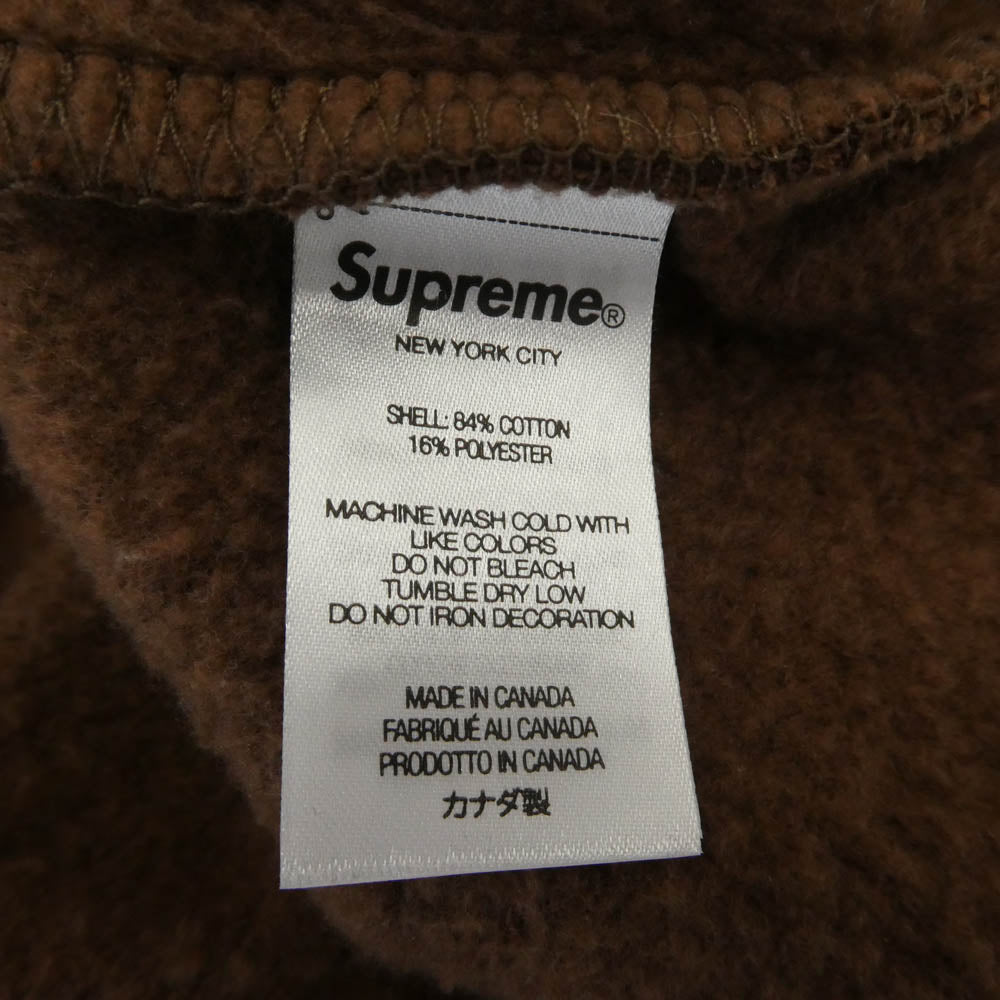 Supreme®
NEW YORK CITY
SHELL: 84% COTTON
16% POLYESTER
MACHINE WASH COLD WITH
LIKE COLORS
DO NOT BLEACH
TUMBLE DRY LOW
DO NOT IRON DECORATION
MADE IN CANADA
FABRIQUÉ AU CANADA
PRODOTTO IN CANADA
カナダ製